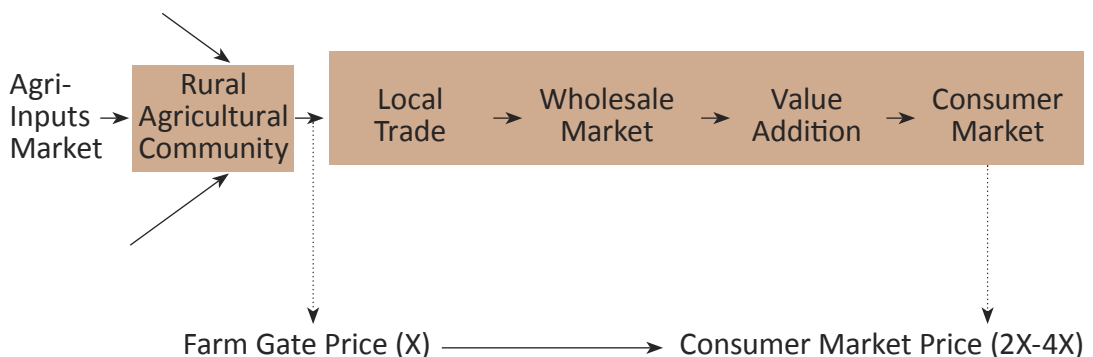 Agri-
Inputs
Market
Rural
Agricultural
Community
Local
Trade
Wholesale
Market
Value
Addition
Consumer
Market
Farm Gate Price (X)
Consumer Market Price (2X-4X)